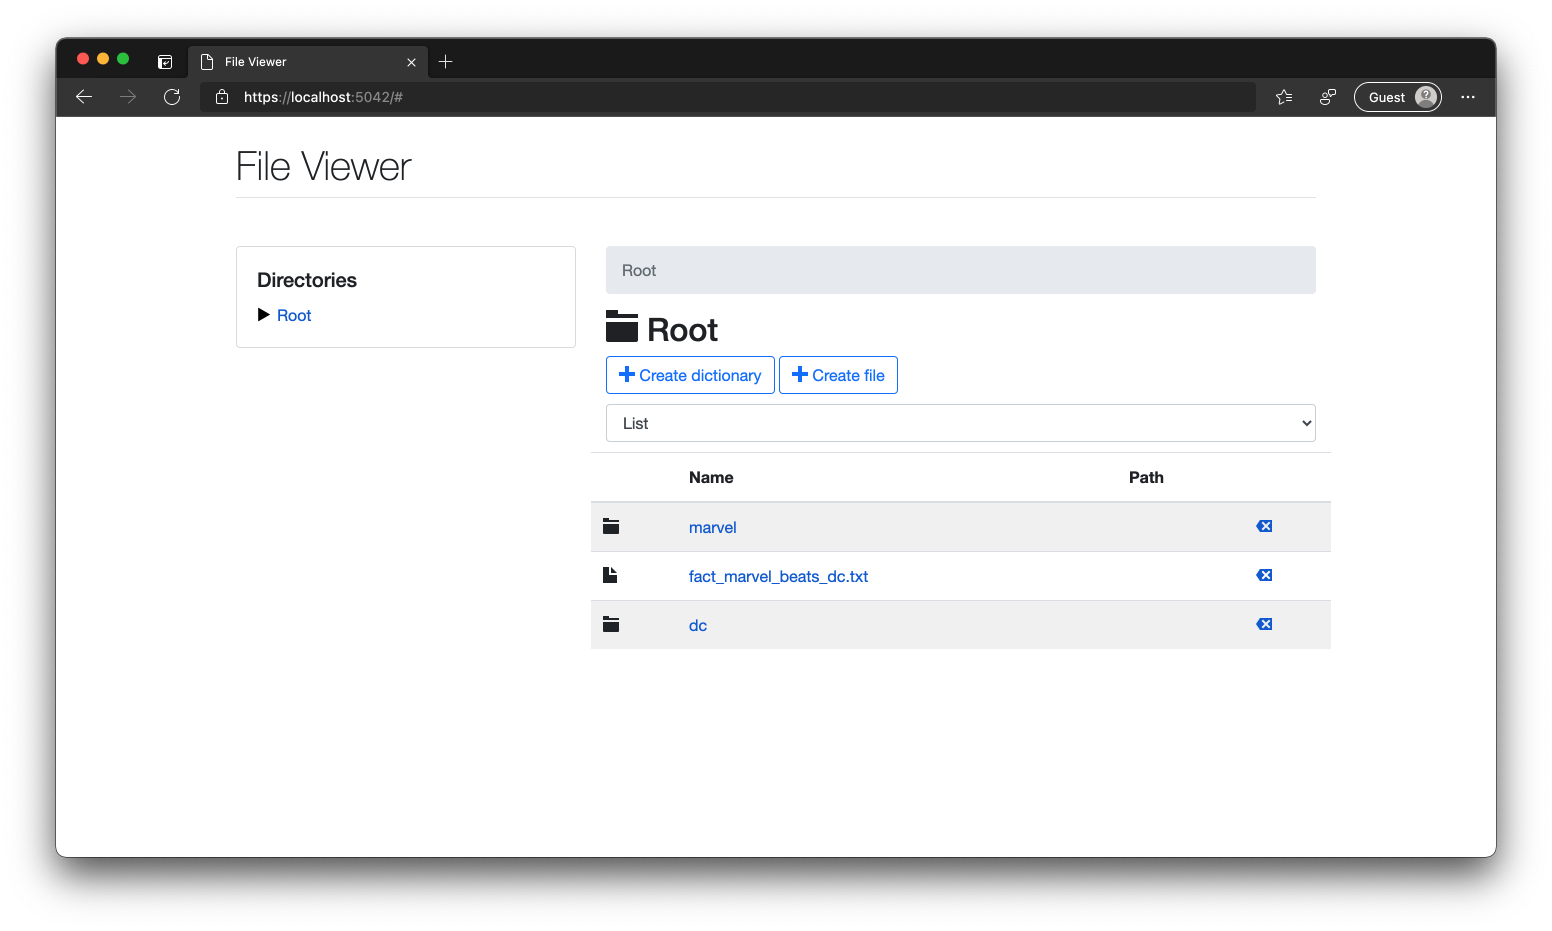 File Viewer
https://localhost:5042/#
Guest
File Viewer
Directories
Root
Root
Root
Create dictionary
Create file
List
Name Path
marvel
fact_marvel_beats_dc.txt
dc